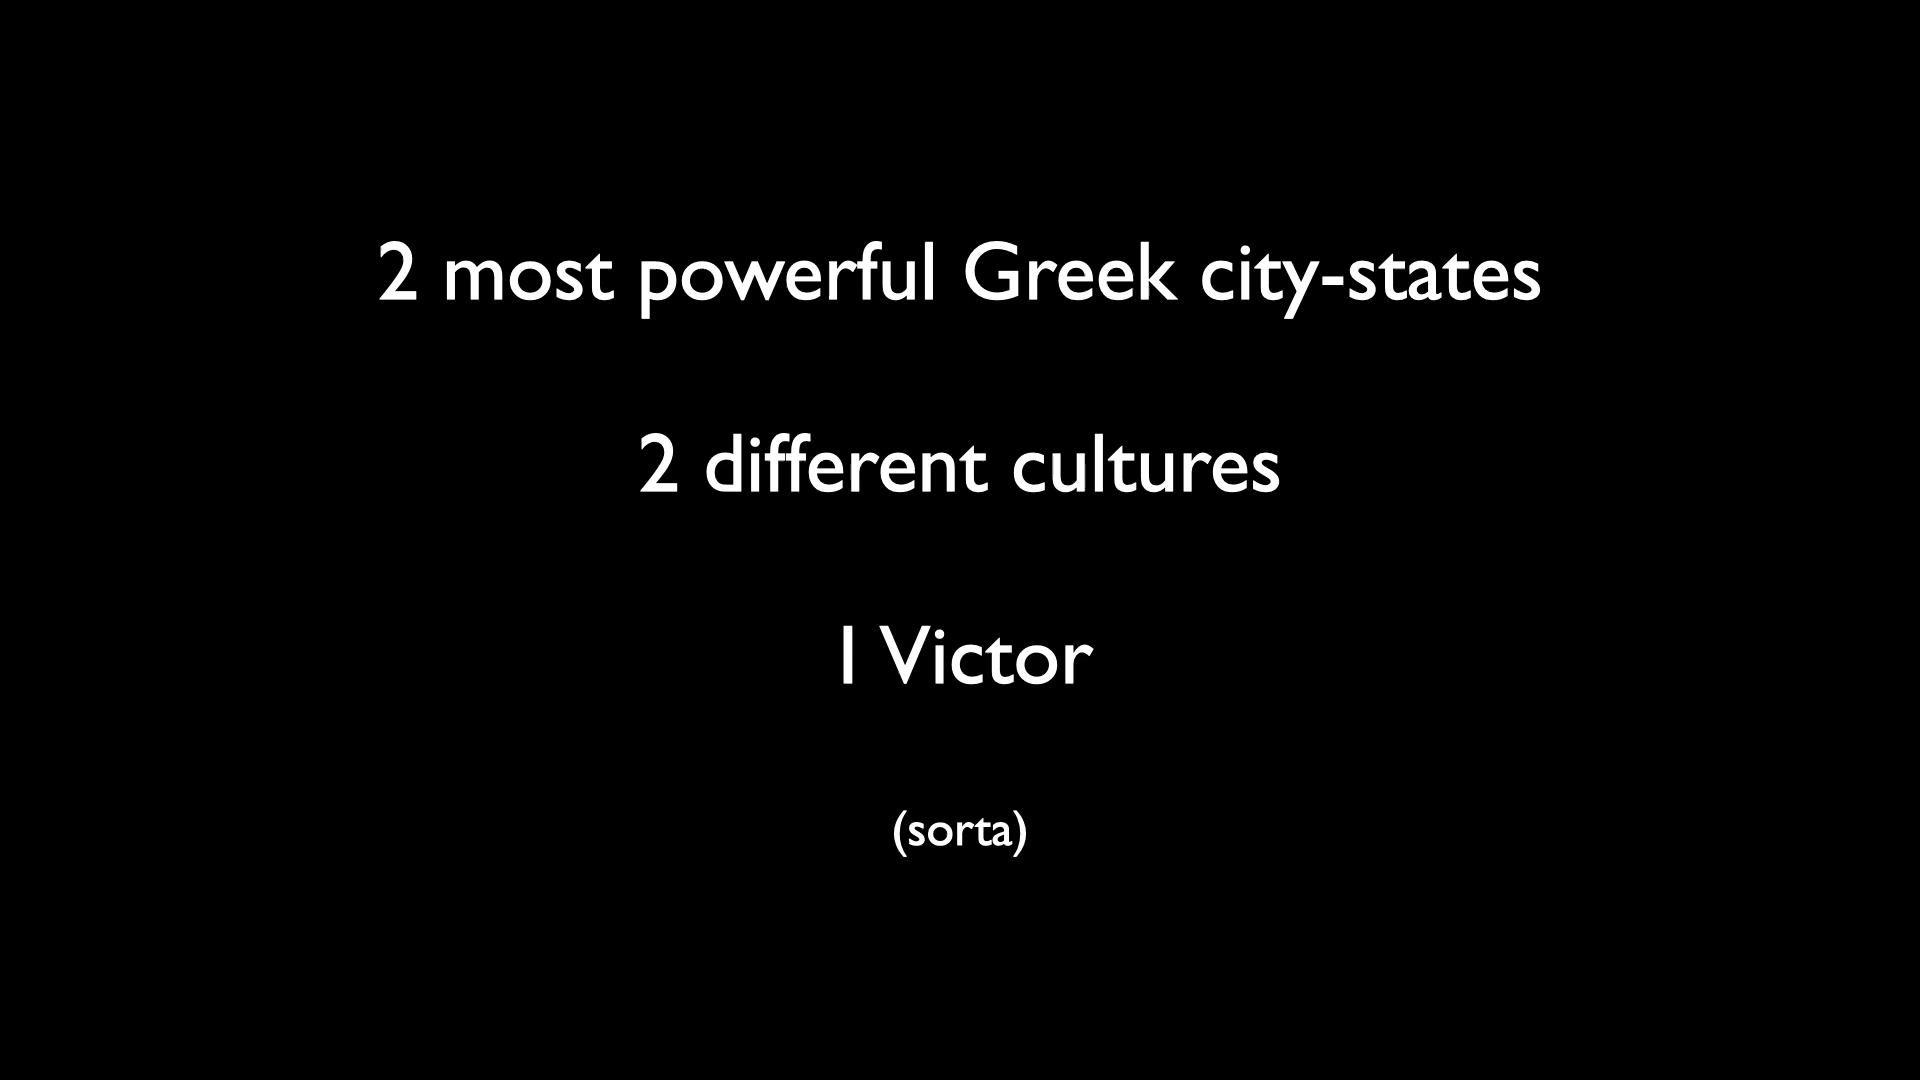 2 most powerful Greek city-states
2 different cultures
1 Victor
(sorta)